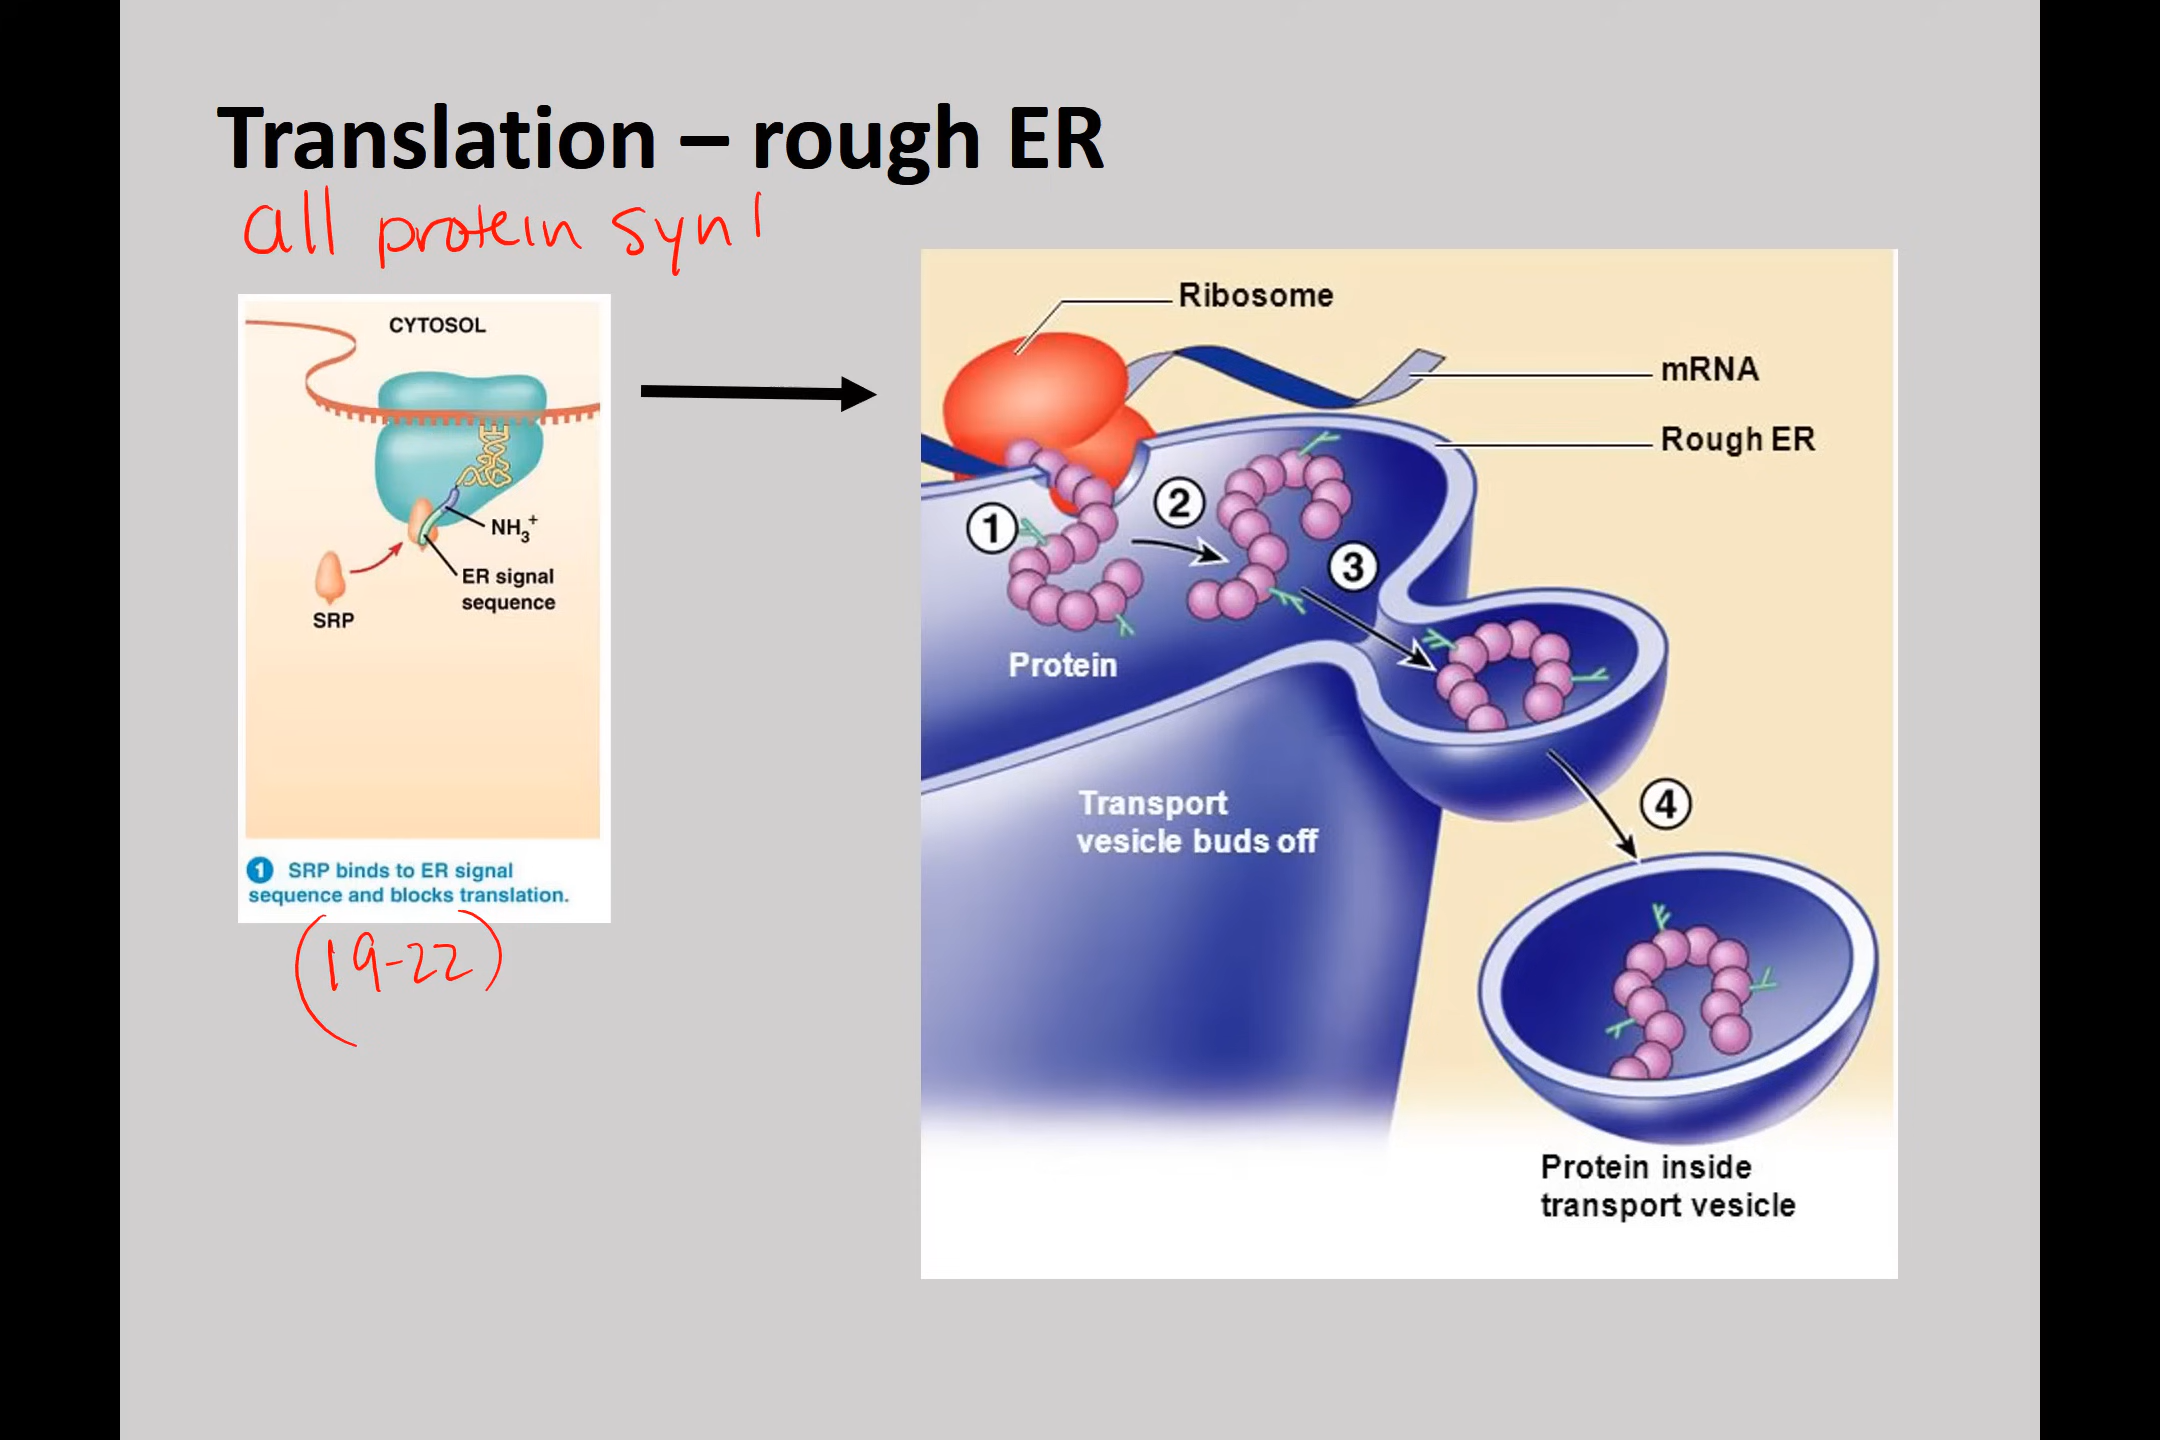 Translation – rough ER
all protein syn
CYTOSOL
NH3+
ER signal
sequence
SRP
1 SRP binds to ER signal
sequence and blocks translation.
(19-22)
Ribosome
mRNA
Rough ER
1
2
3
Protein
Transport
vesicle buds off
4
Protein inside
transport vesicle